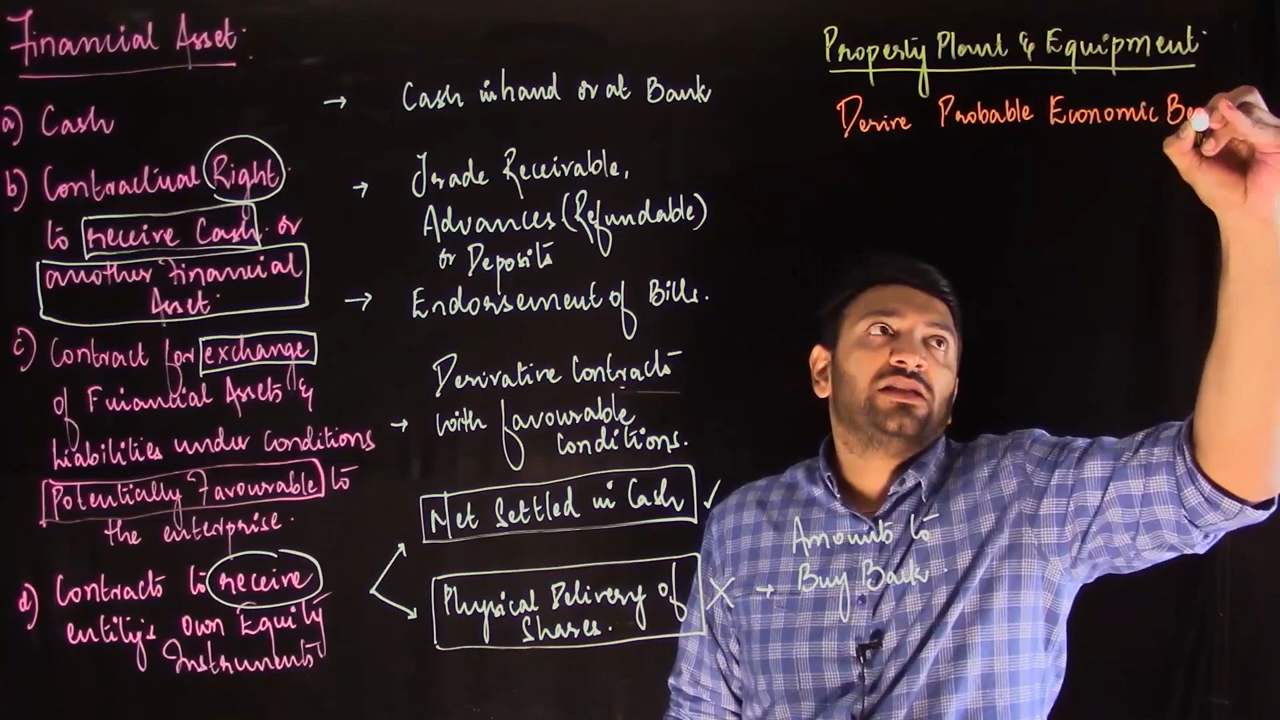 Financial Asset:
a) Cash
b) Contractual Right
to receive Cash or
another Financial
Asset.
c) Contract for exchange
of Financial Assets &
Liabilities under conditions
Potentially Favourable to
the enterprise.
d) Contracts to receive
entity's own Equity
Instruments
→ Cash in hand or at Bank
→ Trade Receivable,
Advances (Refundable)
or Deposits
→ Endorsement of Bills.
Derivative Contracts
→ with favourable
conditions.
Net Settled in Cash ✓
Physical Delivery of
Shares. X → Amounts to
Buy Back.
Property Plant & Equipment:
Derive Probable Economic Be